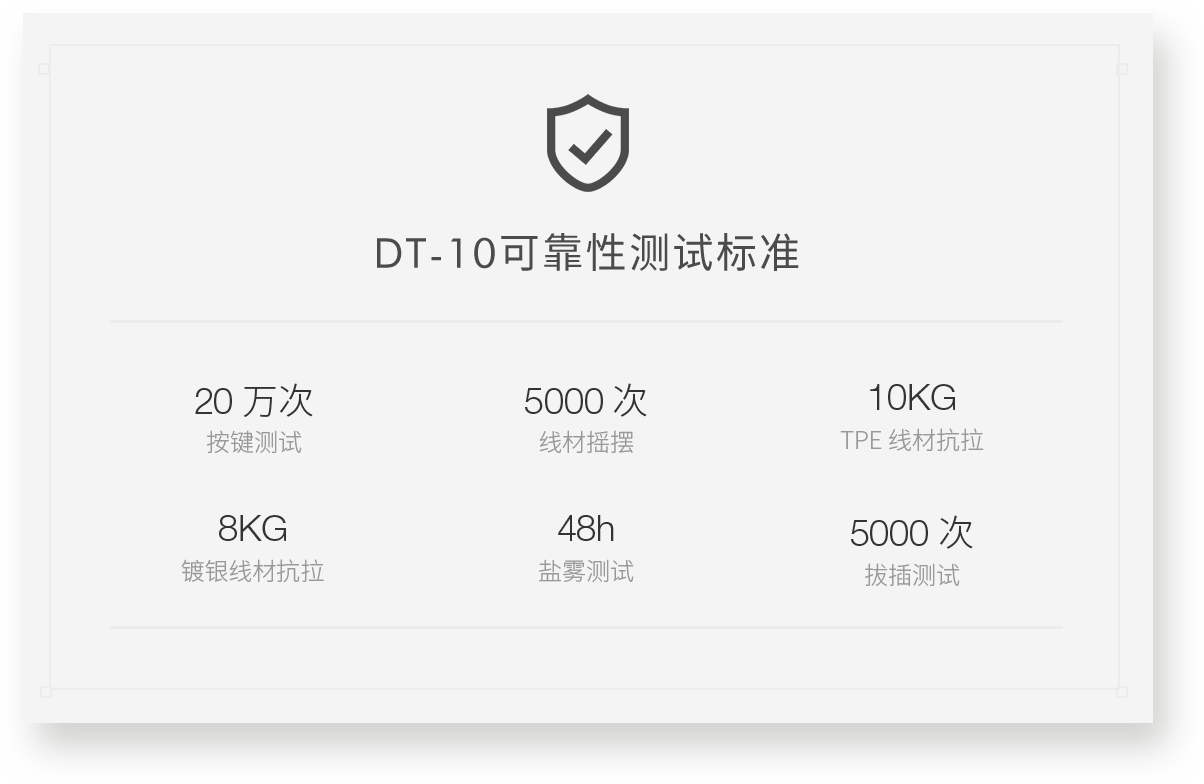 DT-10可靠性测试标准
20 万次
按键测试
5000 次
线材摇摆
10KG
TPE 线材抗拉
8KG
镀银线材抗拉
48h
盐雾测试
5000 次
拔插测试